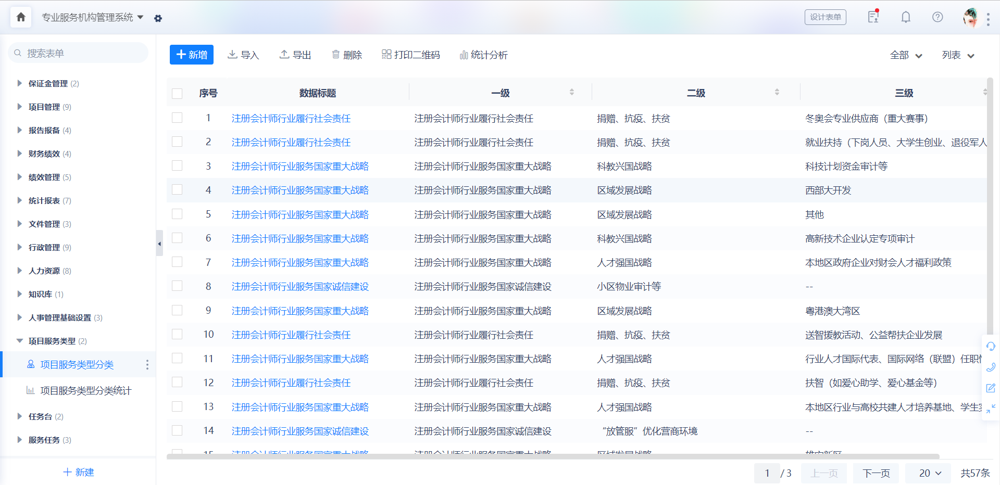 专业服务机构管理系统
设计表单
搜索表单
保证金管理 (2)
项目管理 (9)
报告报备 (4)
财务绩效 (4)
绩效管理 (5)
统计报表 (7)
文件管理 (3)
行政管理 (9)
人力资源 (8)
知识库 (1)
人事管理基础设置 (3)
项目服务类型 (2)
项目服务类型分类
项目服务类型分类统计
任务台 (2)
服务任务 (3)
新建
新增 导入 导出 删除 打印二维码 统计分析 全部 列表
序号 数据标题 一级 二级 三级
1 注册会计师行业履行社会责任 注册会计师行业履行社会责任 捐赠、抗疫、扶贫 冬奥会专业供应商（重大赛事）
2 注册会计师行业履行社会责任 注册会计师行业履行社会责任 捐赠、抗疫、扶贫 就业扶持（下岗人员、大学生创业、退役军人
3 注册会计师行业服务国家重大战略 注册会计师行业服务国家重大战略 科教兴国战略 科技计划资金审计等
4 注册会计师行业服务国家重大战略 注册会计师行业服务国家重大战略 区域发展战略 西部大开发
5 注册会计师行业服务国家重大战略 注册会计师行业服务国家重大战略 区域发展战略 其他
6 注册会计师行业服务国家重大战略 注册会计师行业服务国家重大战略 科教兴国战略 高新技术企业认定专项审计
7 注册会计师行业服务国家重大战略 注册会计师行业服务国家重大战略 人才强国战略 本地区政府企业对财会人才福利政策
8 注册会计师行业服务国家诚信建设 注册会计师行业服务国家诚信建设 小区物业审计等 --
9 注册会计师行业服务国家重大战略 注册会计师行业服务国家重大战略 区域发展战略 粤港澳大湾区
10 注册会计师行业履行社会责任 注册会计师行业履行社会责任 捐赠、抗疫、扶贫 送智援教活动、公益帮扶企业发展
11 注册会计师行业服务国家重大战略 注册会计师行业服务国家重大战略 人才强国战略 行业人才国际代表、国际网络（联盟）任职
12 注册会计师行业履行社会责任 注册会计师行业履行社会责任 捐赠、抗疫、扶贫 扶智（如爱心助学、爱心基金等）
13 注册会计师行业服务国家重大战略 注册会计师行业服务国家重大战略 人才强国战略 本地区行业与高校共建人才培养基地、学生
14 注册会计师行业服务国家诚信建设 注册会计师行业服务国家诚信建设 “放管服”优化营商环境 --
15 注册会计师行业服务国家重大战略 注册会计师行业服务国家重大战略 区域发展战略 雄安新区
1 / 3 上一页 下一页 20 共57条